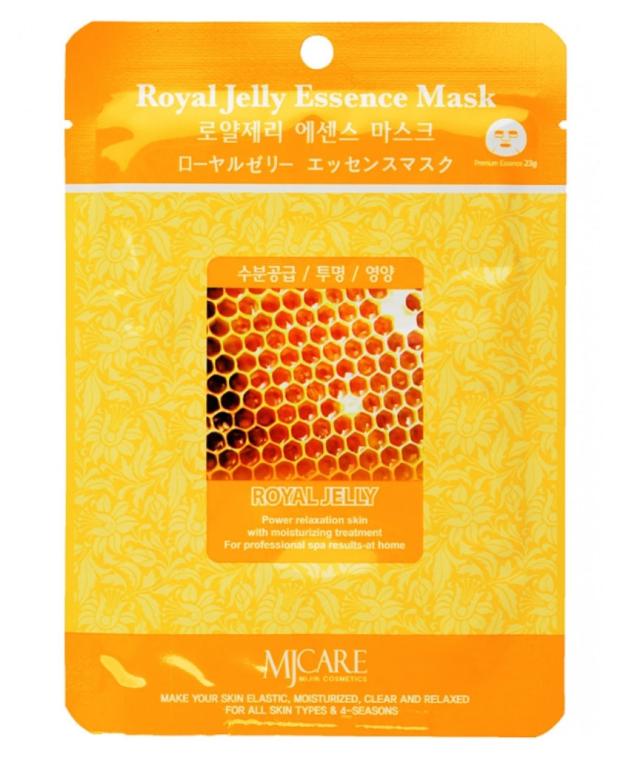 Royal Jelly Essence Mask
로얄제리 에센스 마스크
ローヤルゼリー エッセンスマスク
Premium Essence 23g
수분공급 / 투명 / 영양
ROYAL JELLY
Power relaxation skin
with moisturizing treatment
For professional spa results-at home
MJCARE
MIJIN COSMETICS
MAKE YOUR SKIN ELASTIC, MOISTURIZED, CLEAR AND RELAXED
FOR ALL SKIN TYPES & 4-SEASONS